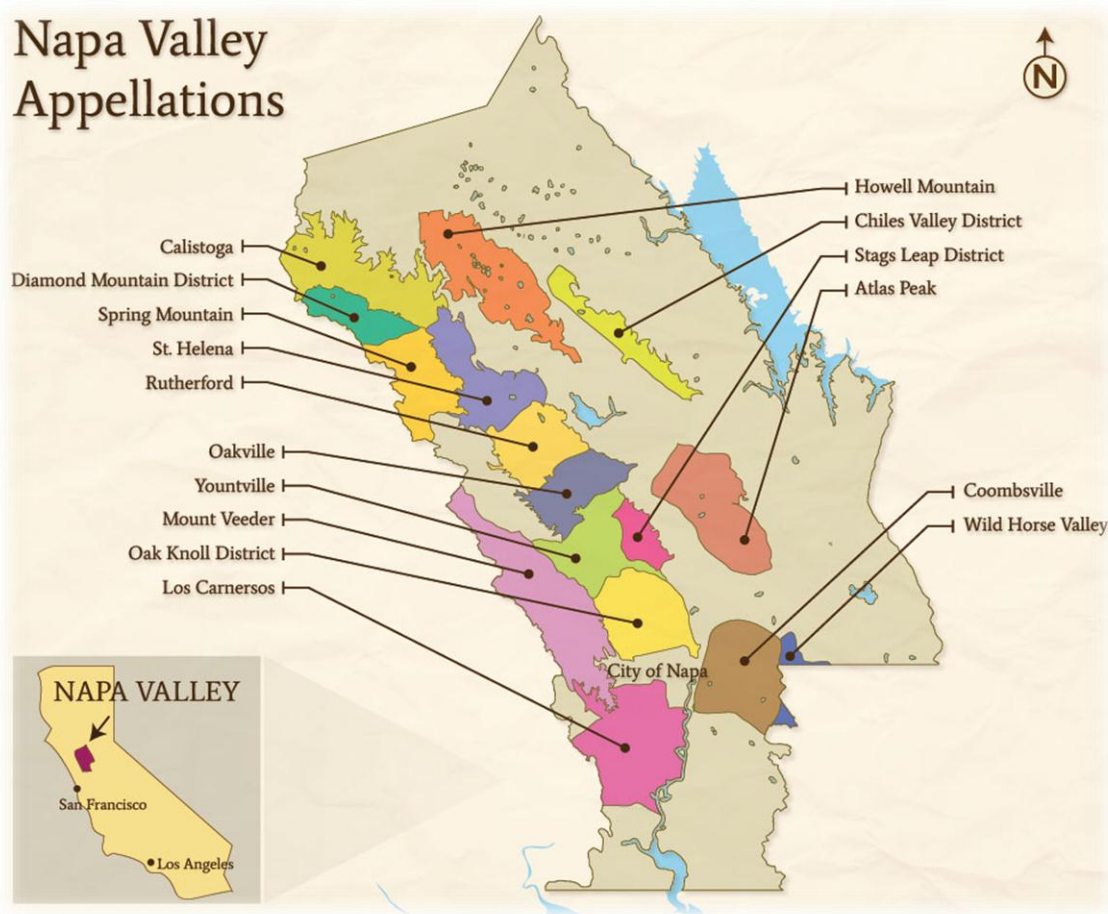 Napa Valley
Appellations
N
Howell Mountain
Chiles Valley District
Stags Leap District
Atlas Peak
Calistoga
Diamond Mountain District
Spring Mountain
St. Helena
Rutherford
Oakville
Yountville
Mount Veeder
Oak Knoll District
Los Carnersos
Coombsville
Wild Horse Valley
City of Napa
NAPA VALLEY
San Francisco
Los Angeles